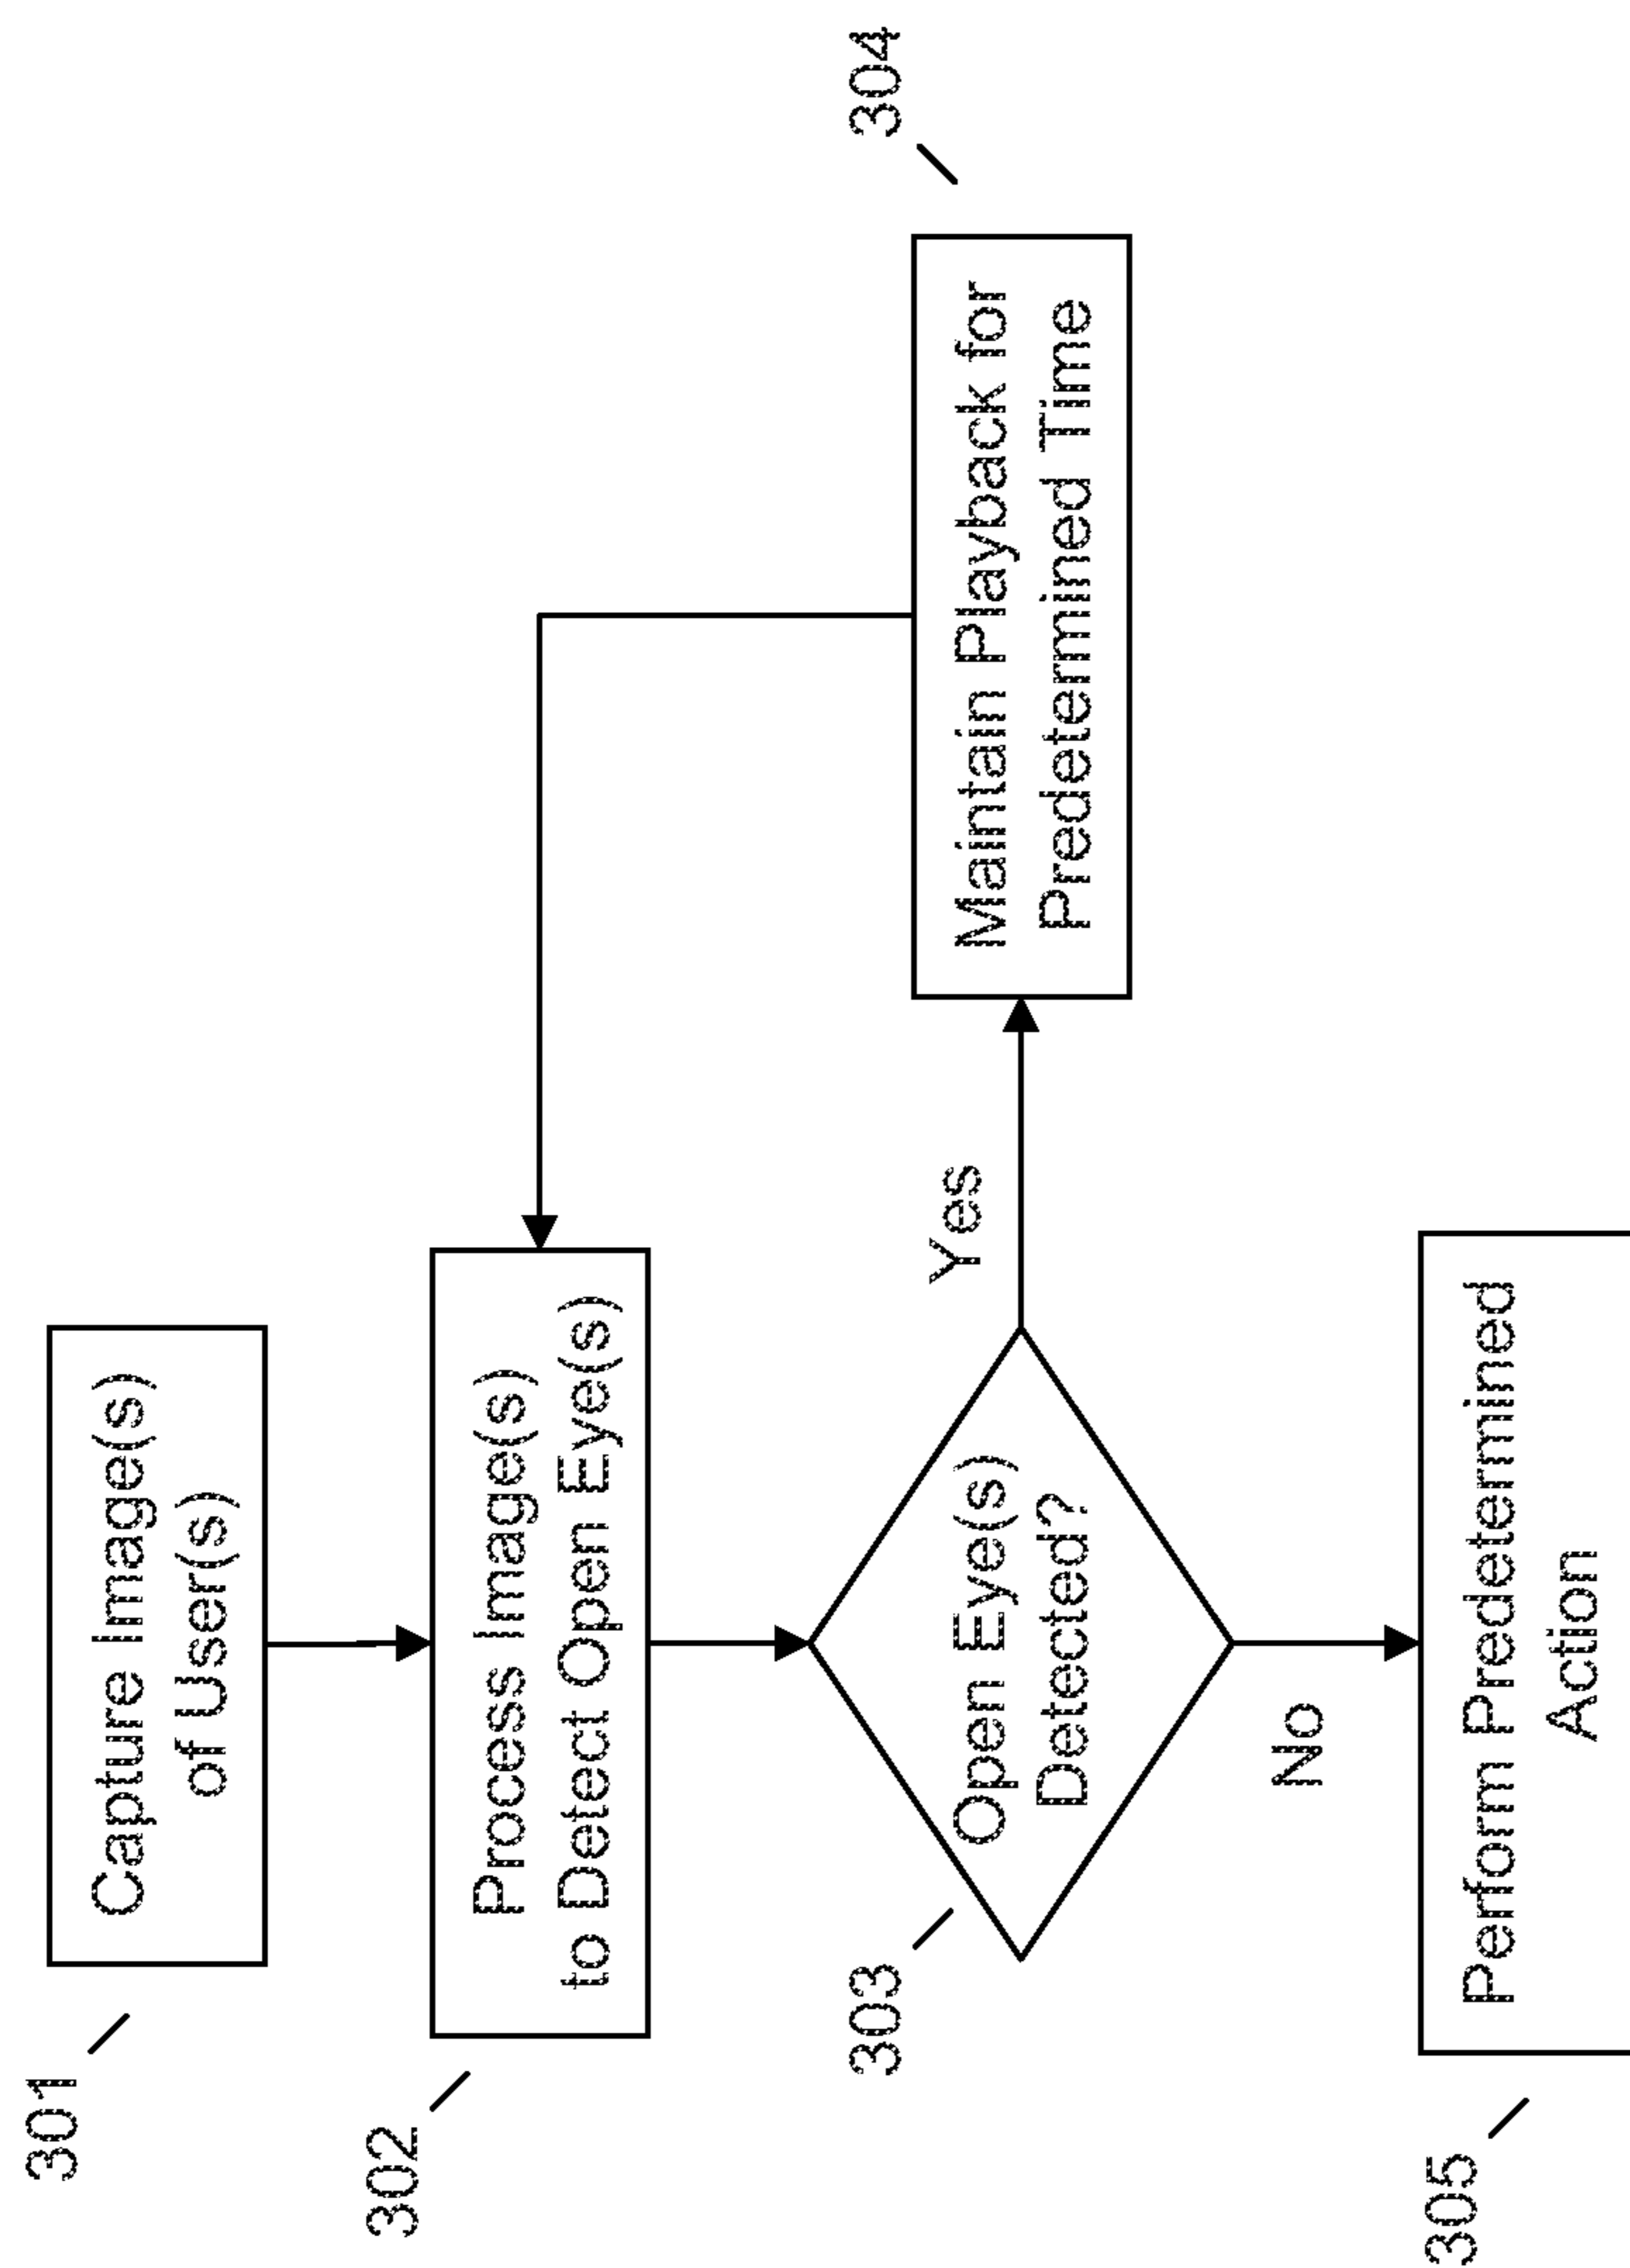 301
Capture Image(s)
of User(s)
302
Process Image(s)
to Detect Open Eye(s)
303
Open Eye(s)
Detected?
Yes
304
Maintain Playback for
Predetermined Time
No
305
Perform Predetermined
Action